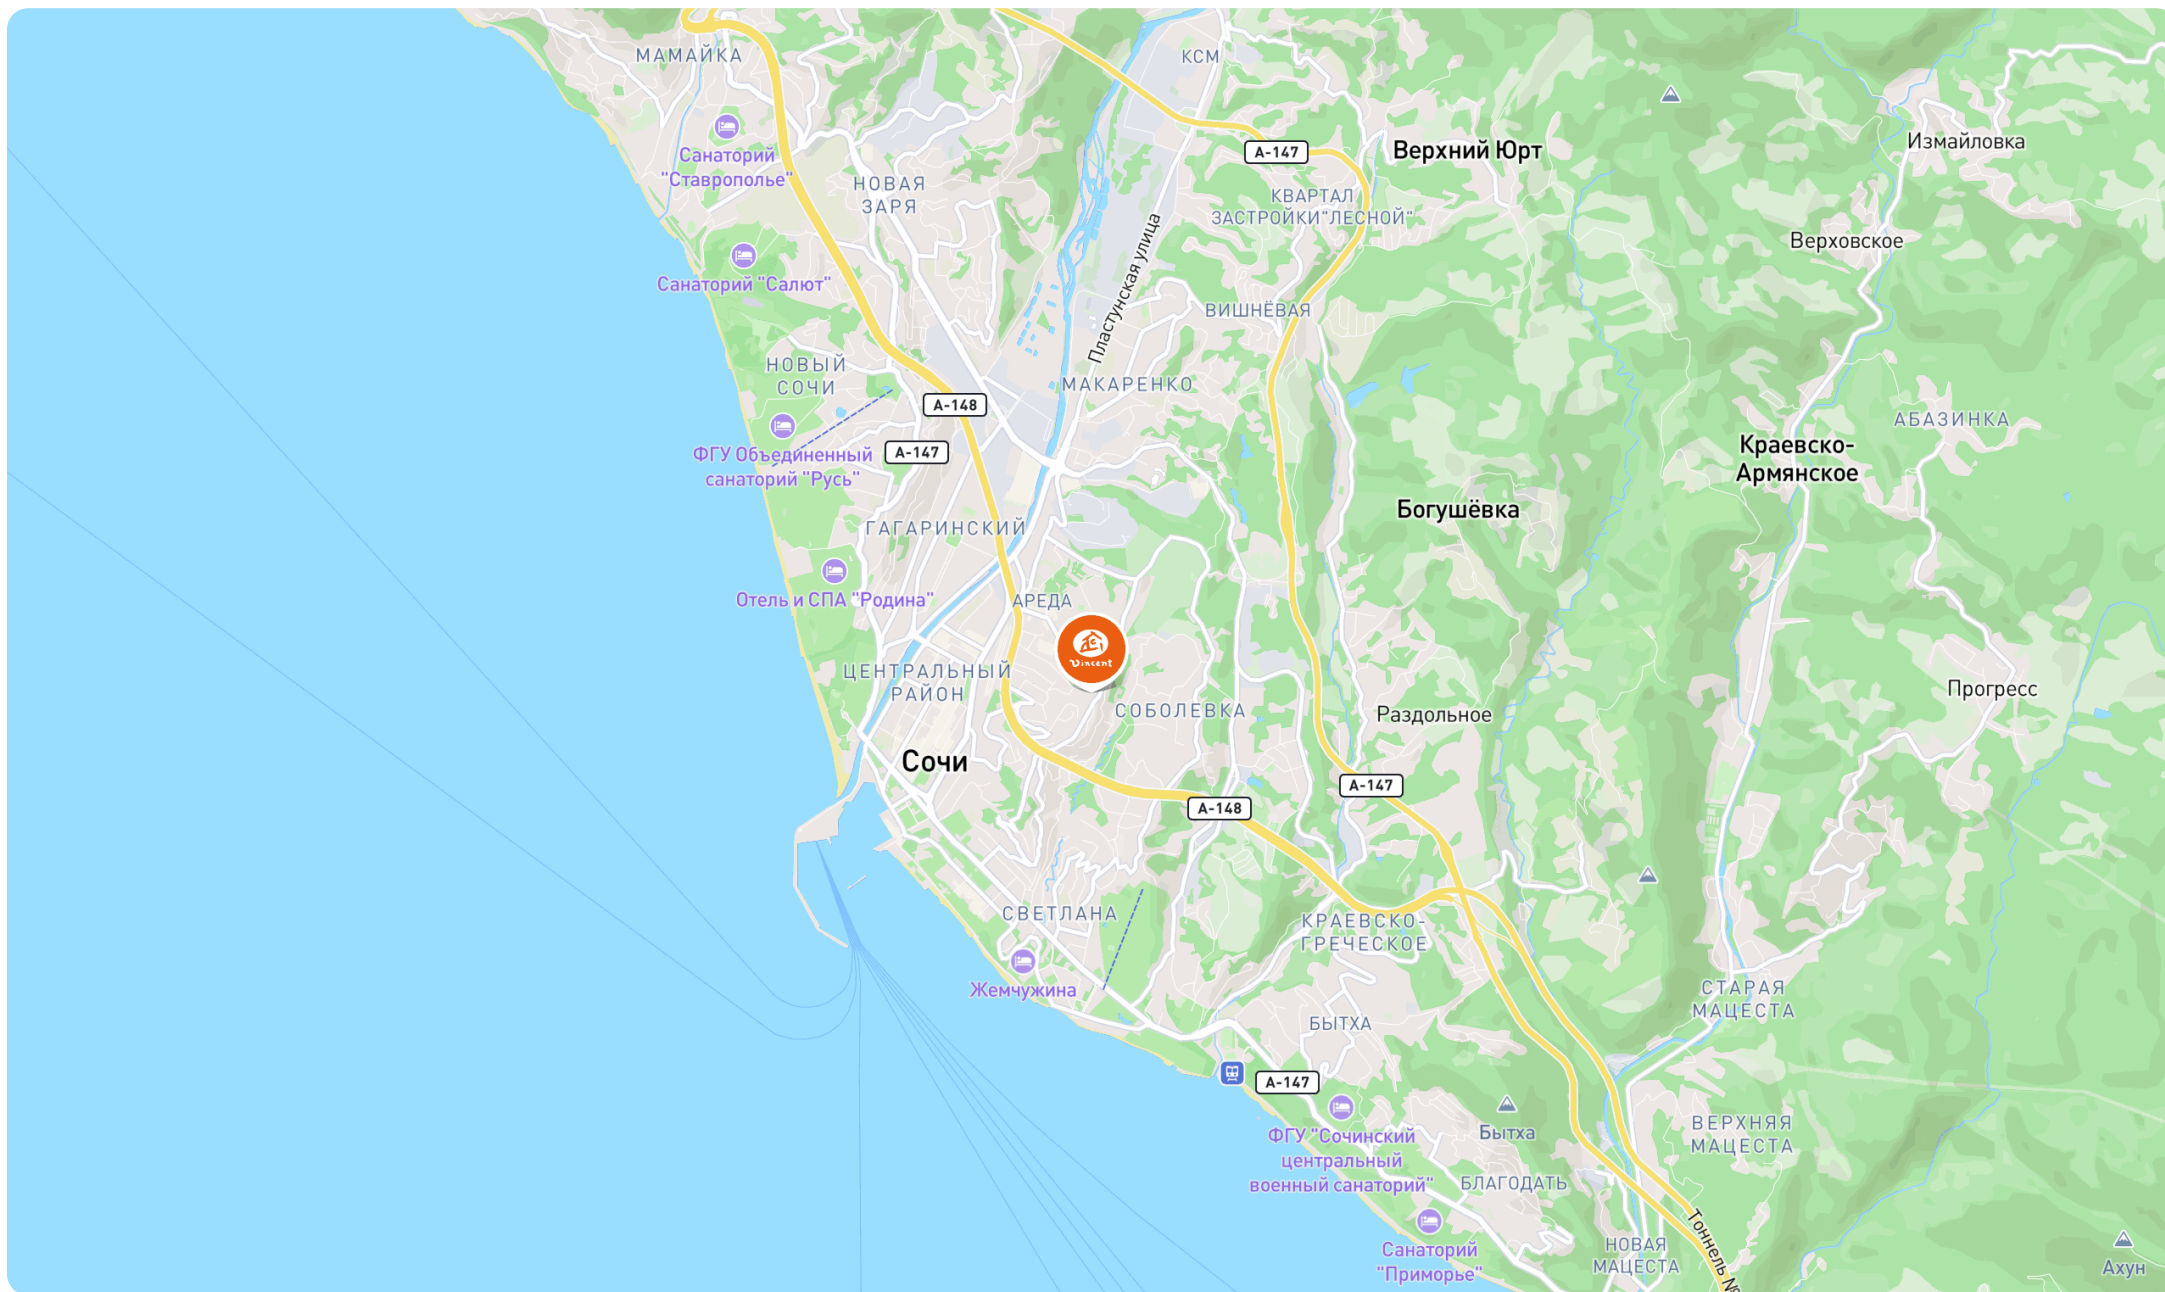 МАМАЙКА
КСМ
Санаторий
"Ставрополье"
А-147
Верхний Юрт
Измайловка
НОВАЯ
ЗАРЯ
КВАРТАЛ
ЗАСТРОЙКИ"ЛЕСНОЙ"
Верховское
Санаторий "Салют"
Пластунская улица
ВИШНЁВАЯ
НОВЫЙ
СОЧИ
МАКАРЕНКО
А-148
АБАЗИНКА
ФГУ Объединенный
санаторий "Русь"
А-147
Краевско-
Армянское
Богушёвка
ГАГАРИНСКИЙ
Отель и СПА "Родина"
АРЕДА
Vincent
ЦЕНТРАЛЬНЫЙ
РАЙОН
СОБОЛЕВКА
Раздольное
Прогресс
Сочи
А-147
А-148
СВЕТЛАНА
КРАЕВСКО-
ГРЕЧЕСКОЕ
Жемчужина
СТАРАЯ
МАЦЕСТА
БЫТХА
А-147
ФГУ "Сочинский
центральный
военный санаторий"
Бытха
ВЕРХНЯЯ
МАЦЕСТА
БЛАГОДАТЬ
Санаторий
"Приморье"
НОВАЯ
МАЦЕСТА
Тоннель №
Ахун